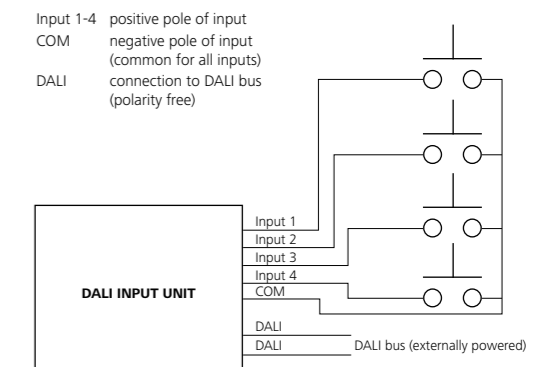 Input 1-4 positive pole of input
COM negative pole of input
(common for all inputs)
DALI connection to DALI bus
(polarity free)
Input 1
Input 2
Input 3
Input 4
COM
DALI INPUT UNIT
DALI
DALI DALI bus (externally powered)